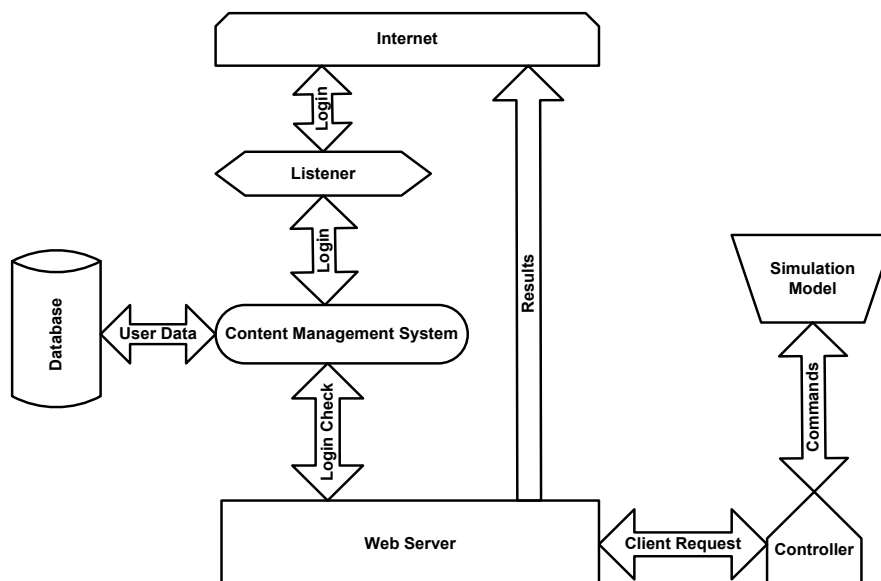 Internet
Login
Listener
Login
Results
Simulation
Model
Database
User Data
Content Management System
Login Check
Commands
Web Server
Client Request
Controller